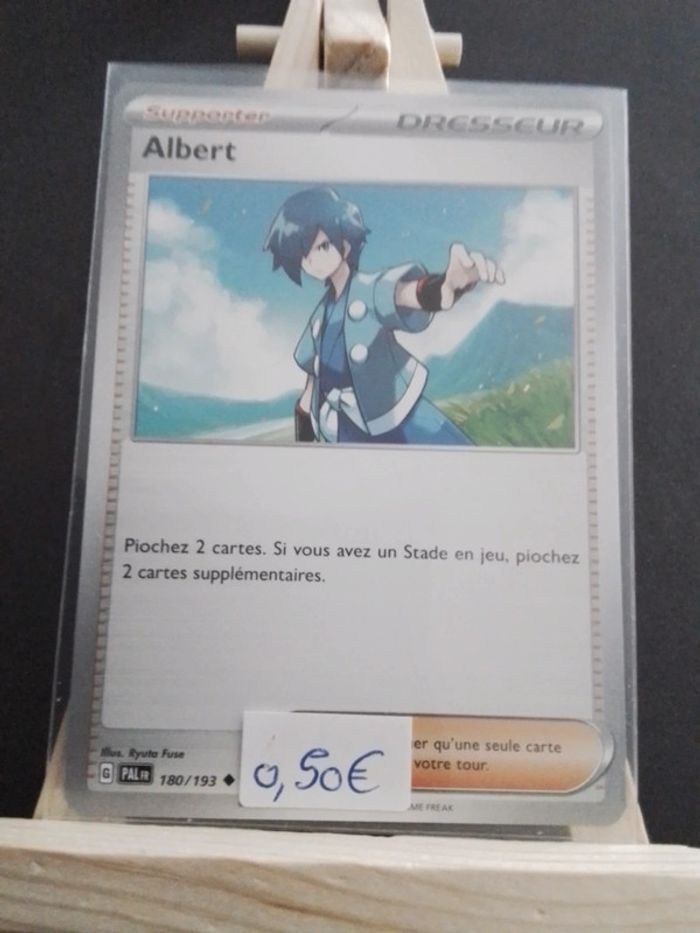 Supporter DRESSEUR
Albert
Piochez 2 cartes. Si vous avez un Stade en jeu, piochez
2 cartes supplémentaires.
er qu'une seule carte
votre tour.
Illus. Ryuta Fuse
G PAL FR 180/193
0,50€
ME FREAK